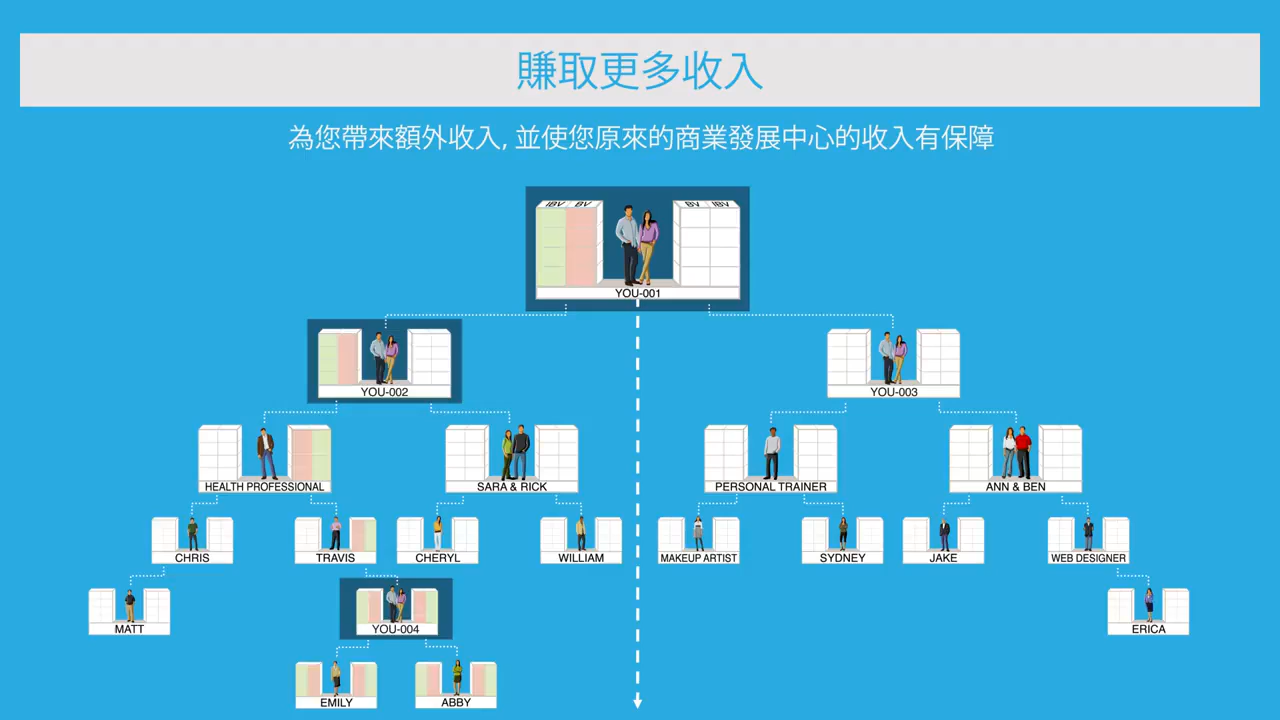 賺取更多收入
為您帶來額外收入, 並使您原來的商業發展中心的收入有保障
IBV BV BV IBV
YOU-001
YOU-002 YOU-003
HEALTH PROFESSIONAL SARA & RICK PERSONAL TRAINER ANN & BEN
CHRIS TRAVIS CHERYL WILLIAM MAKEUP ARTIST SYDNEY JAKE WEB DESIGNER
MATT YOU-004 ERICA
EMILY ABBY